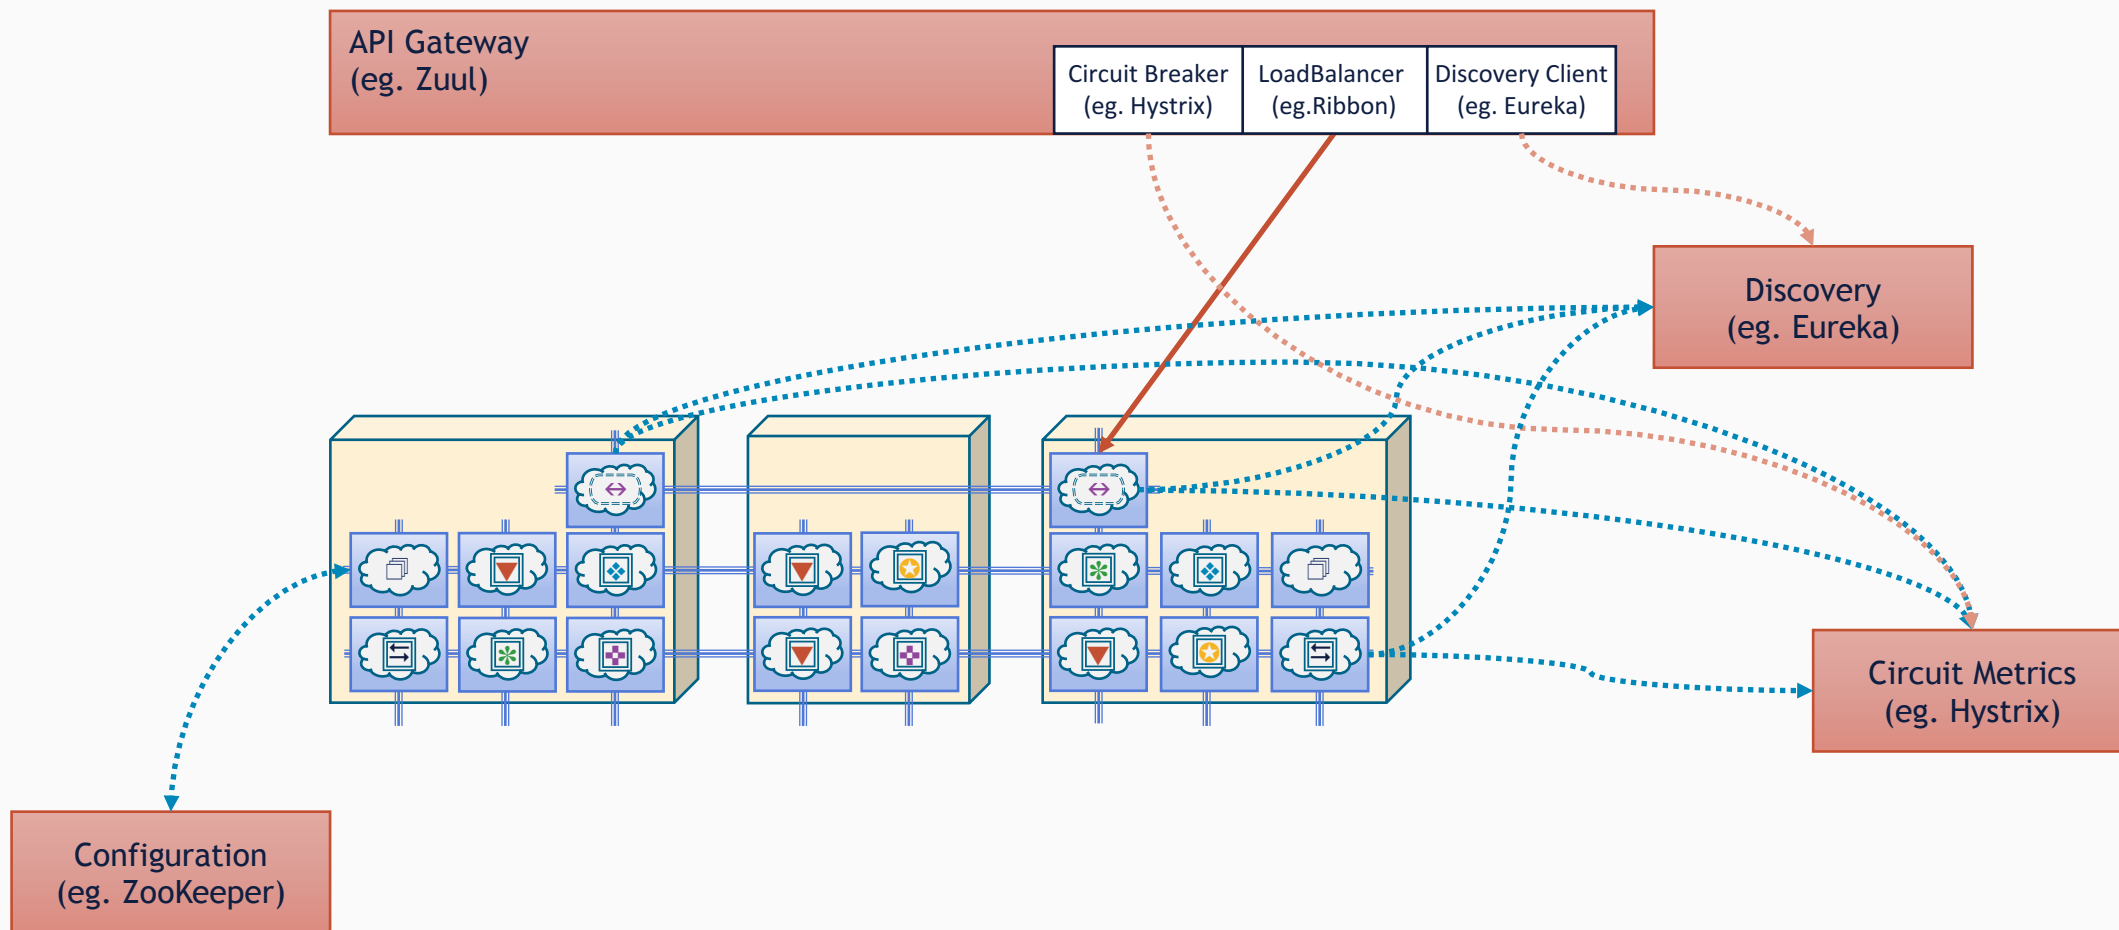 API Gateway
(eg. Zuul)
Circuit Breaker
(eg. Hystrix)
LoadBalancer
(eg.Ribbon)
Discovery Client
(eg. Eureka)
Discovery
(eg. Eureka)
Circuit Metrics
(eg. Hystrix)
Configuration
(eg. ZooKeeper)